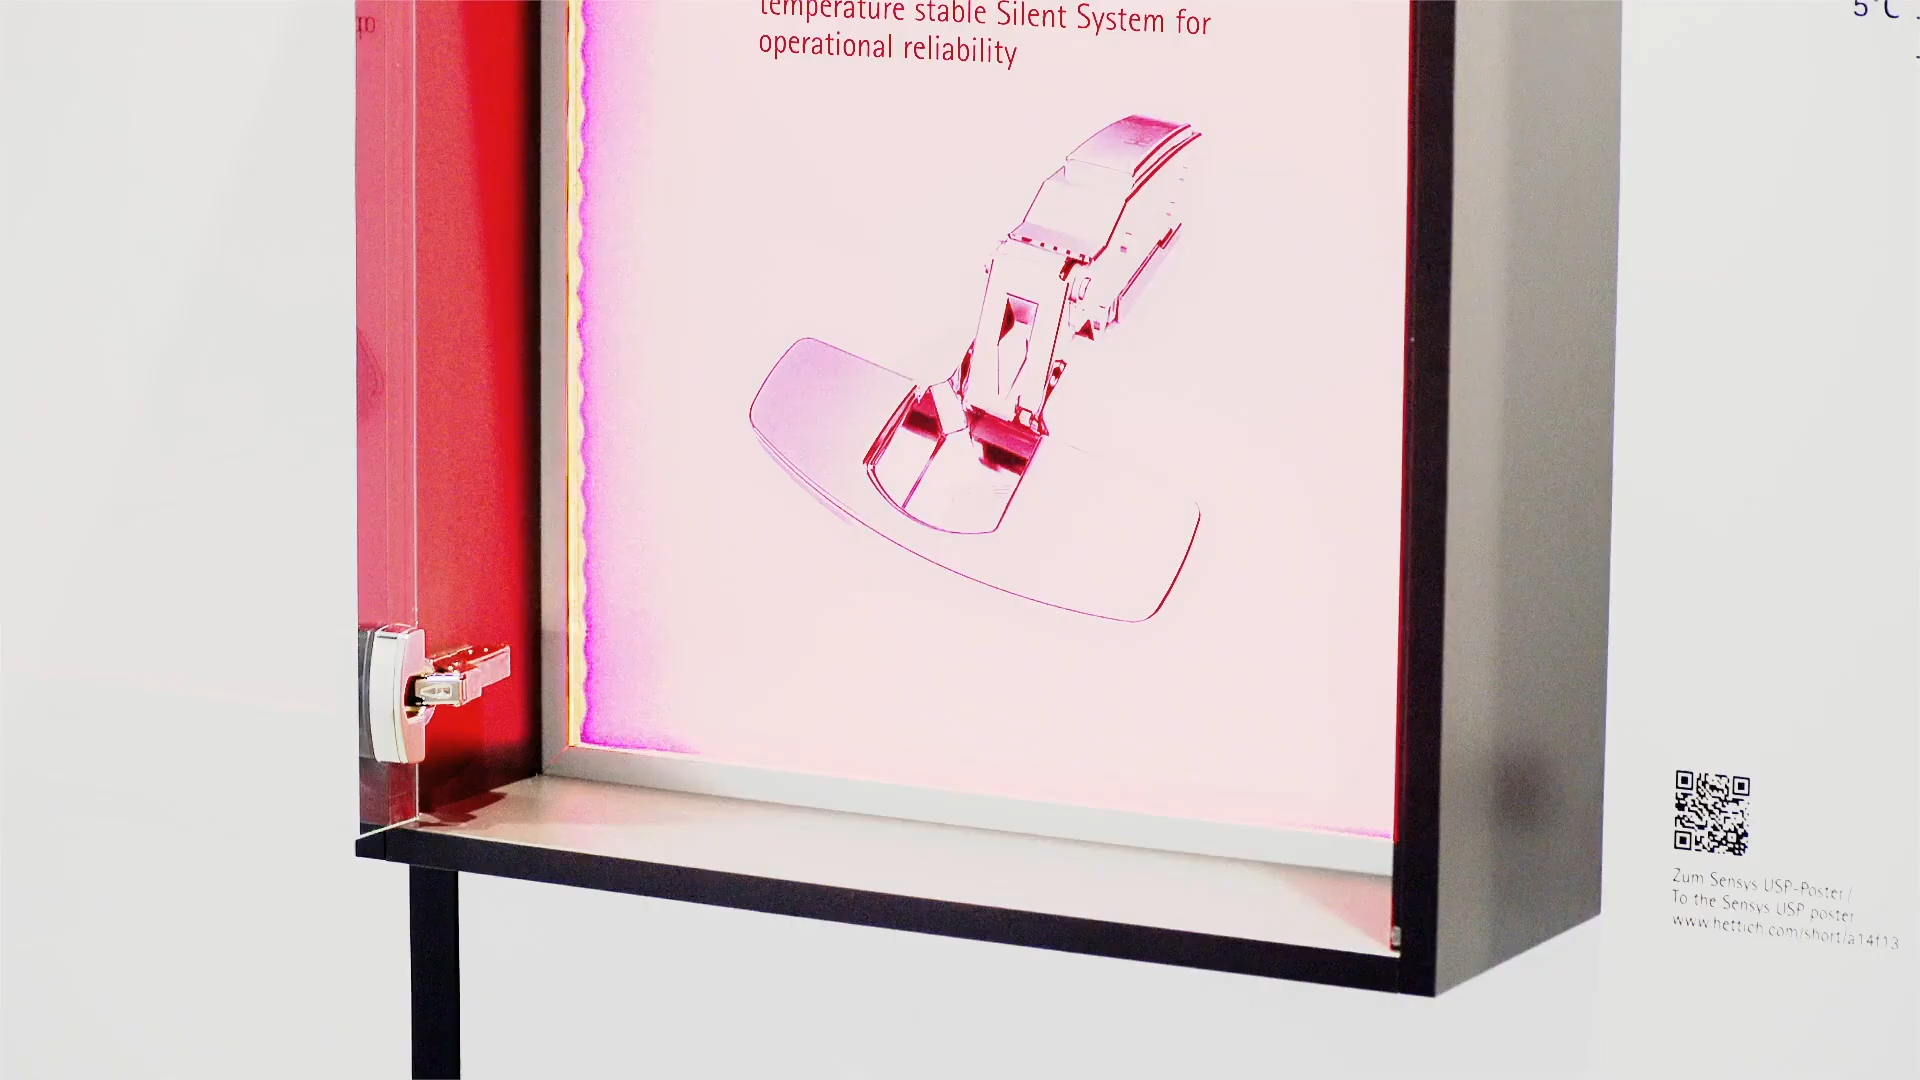 temperature stable Silent System for
operational reliability
5°C
Zum Sensys USP-Poster/
To the Sensys USP poster
www.hettich.com/short/a14f13